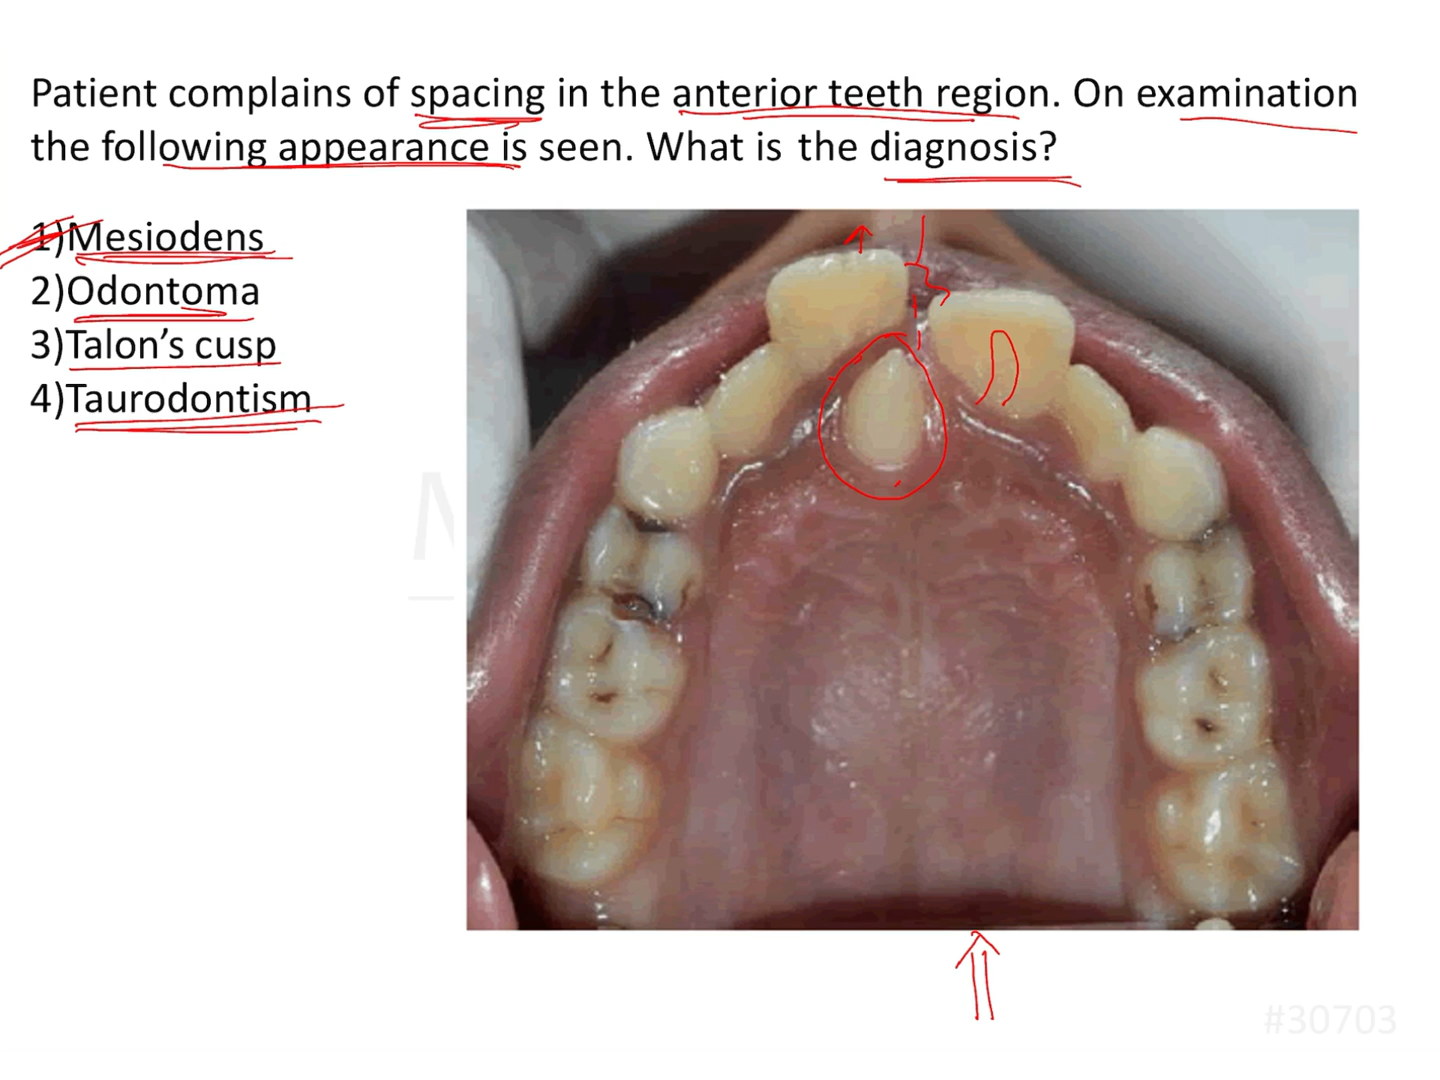 Patient complains of spacing in the anterior teeth region. On examination
the following appearance is seen. What is the diagnosis?
1)Mesiodens
2)Odontoma
3)Talon's cusp
4)Taurodontism
#30703